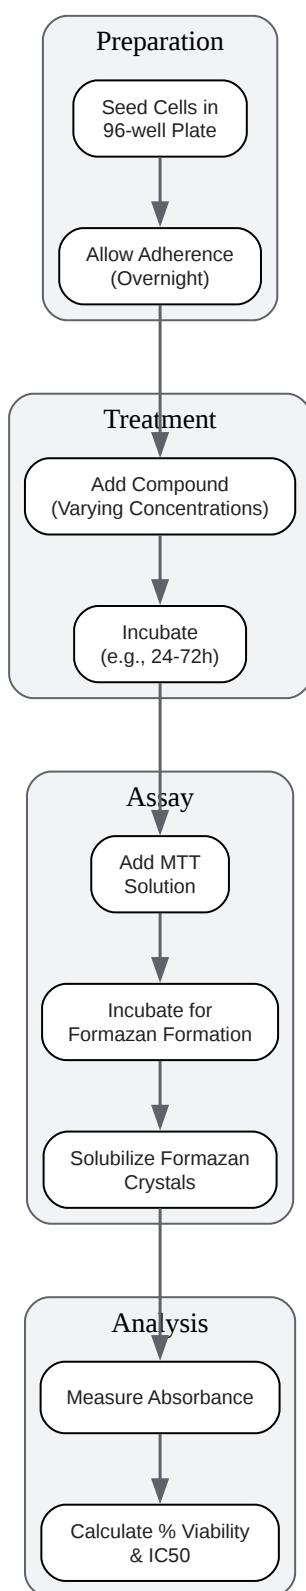 Preparation
Seed Cells in
96-well Plate
Allow Adherence
(Overnight)
Treatment
Add Compound
(Varying Concentrations)
Incubate
(e.g., 24-72h)
Assay
Add MTT
Solution
Incubate for
Formazan Formation
Solubilize Formazan
Crystals
Analysis
Measure Absorbance
Calculate % Viability
& IC50